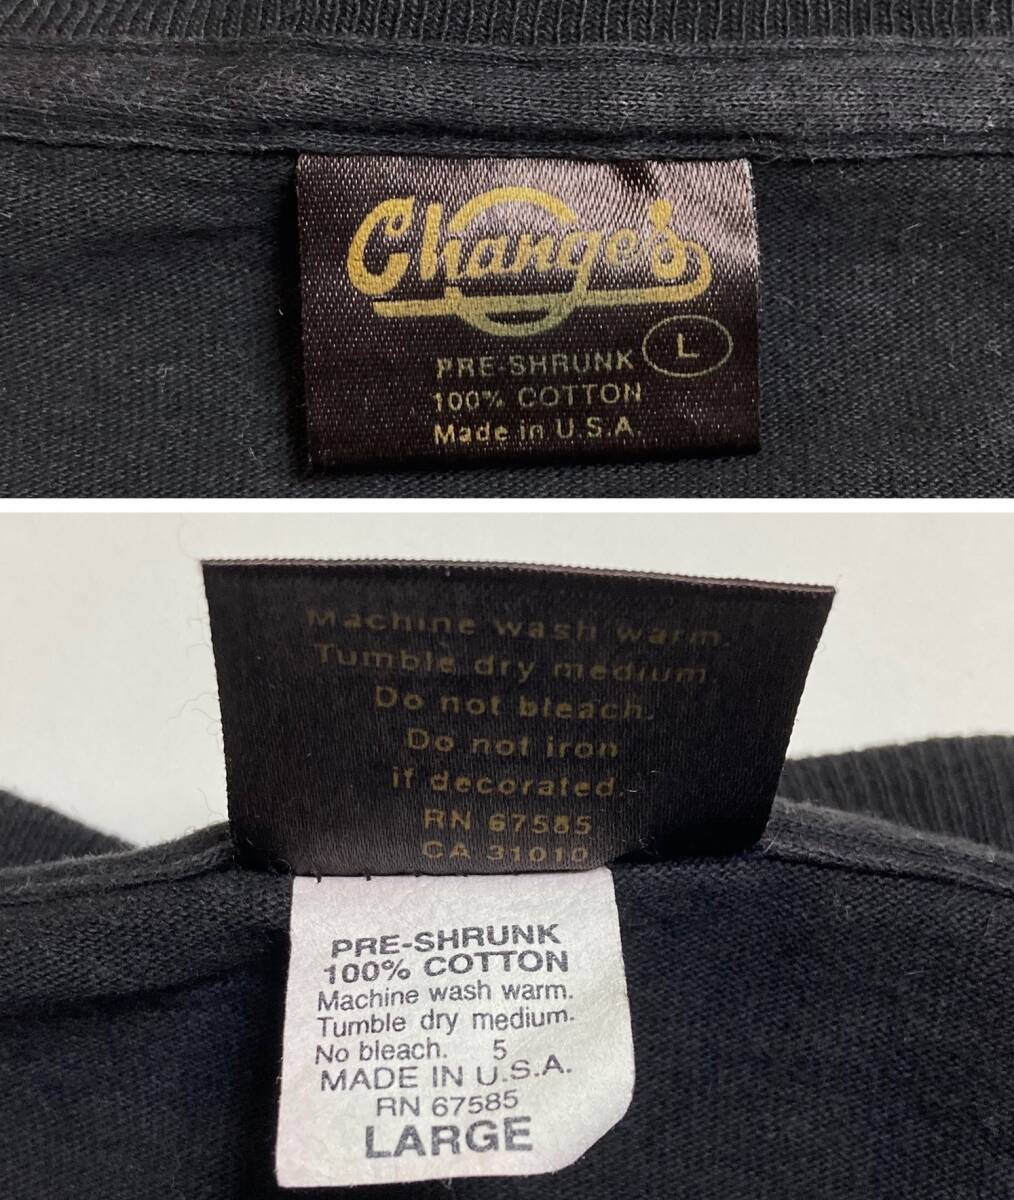 Changes
L
PRE-SHRUNK
100% COTTON
Made in U.S.A.
Machine wash warm.
Tumble dry medium.
Do not bleach.
Do not iron
if decorated.
RN 67585
CA 31010
PRE-SHRUNK
100% COTTON
Machine wash warm.
Tumble dry medium.
No bleach. 5
MADE IN U.S.A.
RN 67585
LARGE